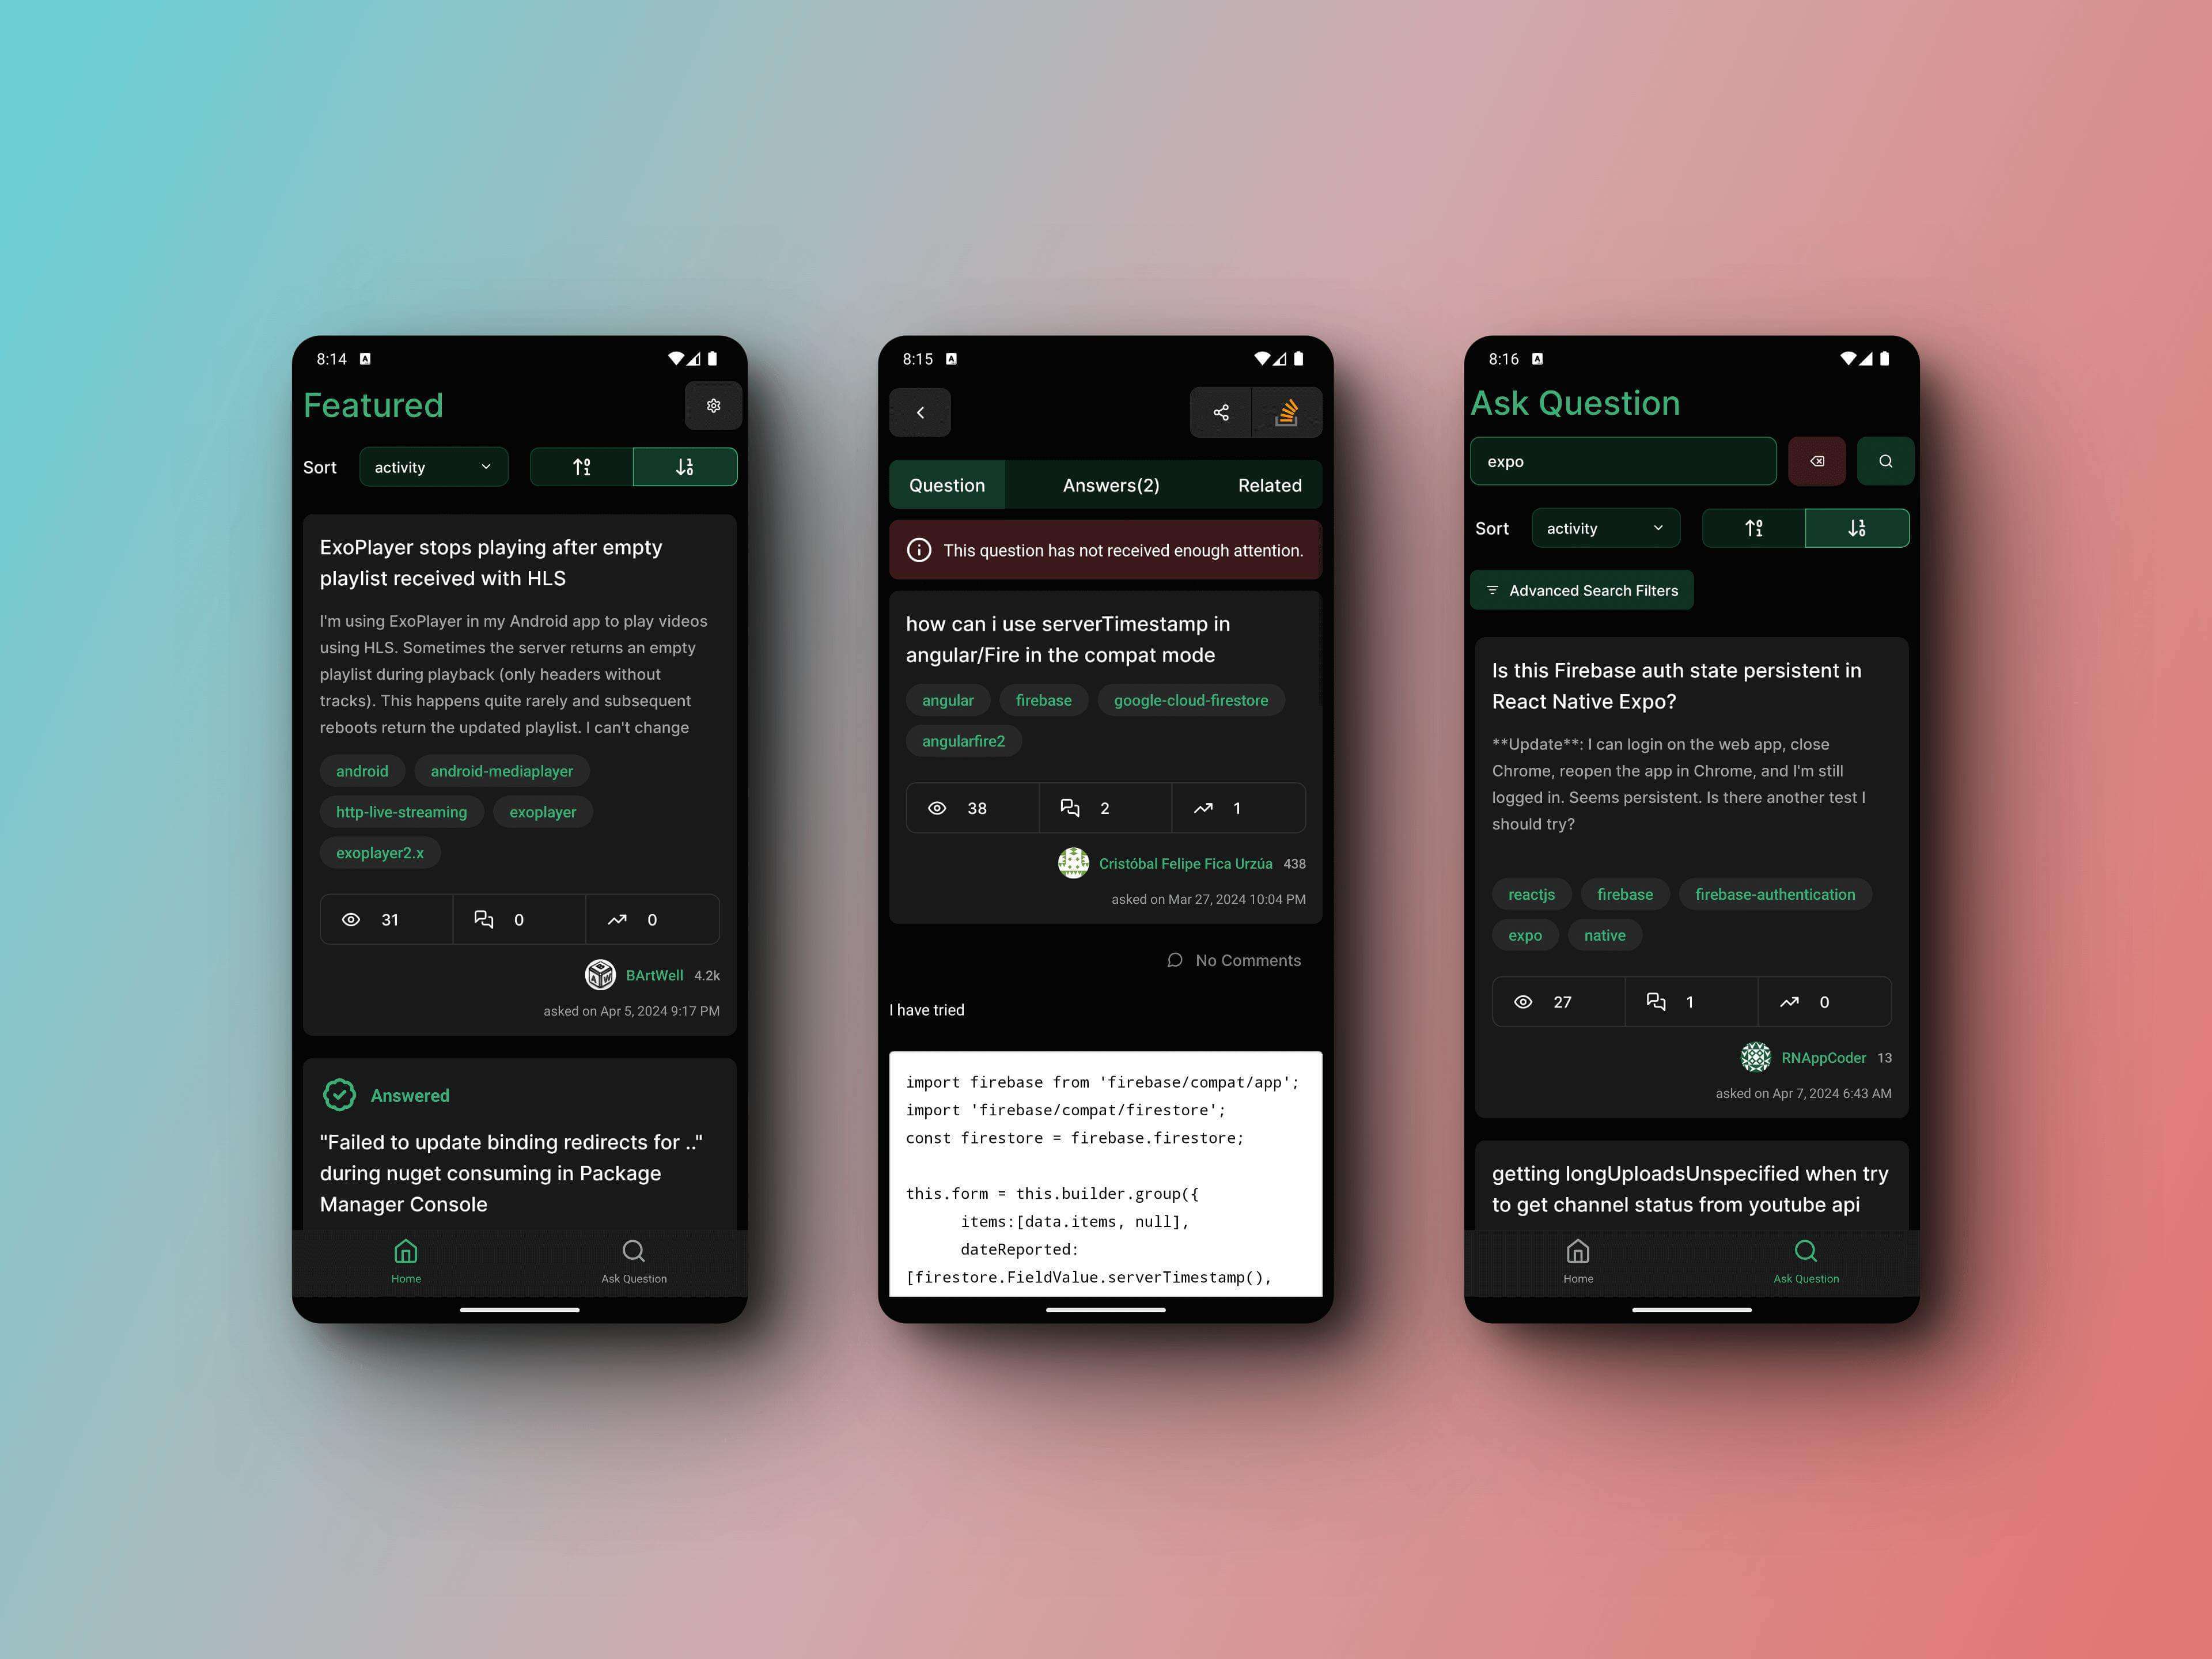 8:14
Featured
Sort
activity
ExoPlayer stops playing after empty
playlist received with HLS
I'm using ExoPlayer in my Android app to play videos
using HLS. Sometimes the server returns an empty
playlist during playback (only headers without
tracks). This happens quite rarely and subsequent
reboots return the updated playlist. I can't change
android android-mediaplayer
http-live-streaming exoplayer
exoplayer2.x
31 0 0
BArtWell 4.2k
asked on Apr 5, 2024 9:17 PM
Answered
"Failed to update binding redirects for .."
during nuget consuming in Package
Manager Console
Home Ask Question
8:15
Question Answers(2) Related
This question has not received enough attention.
how can i use serverTimestamp in
angular/Fire in the compat mode
angular firebase google-cloud-firestore
angularfire2
38 2 1
Cristóbal Felipe Fica Urzúa 438
asked on Mar 27, 2024 10:04 PM
No Comments
I have tried
import firebase from 'firebase/compat/app';
import 'firebase/compat/firestore';
const firestore = firebase.firestore;
this.form = this.builder.group({
items:[data.items, null],
dateReported:
[firestore.FieldValue.serverTimestamp(),
8:16
Ask Question
expo
Sort
activity
Advanced Search Filters
Is this Firebase auth state persistent in
React Native Expo?
**Update**: I can login on the web app, close
Chrome, reopen the app in Chrome, and I'm still
logged in. Seems persistent. Is there another test I
should try?
reactjs firebase firebase-authentication
expo native
27 1 0
RNAppCoder 13
asked on Apr 7, 2024 6:43 AM
getting longUploadsUnspecified when try
to get channel status from youtube api
Home Ask Question